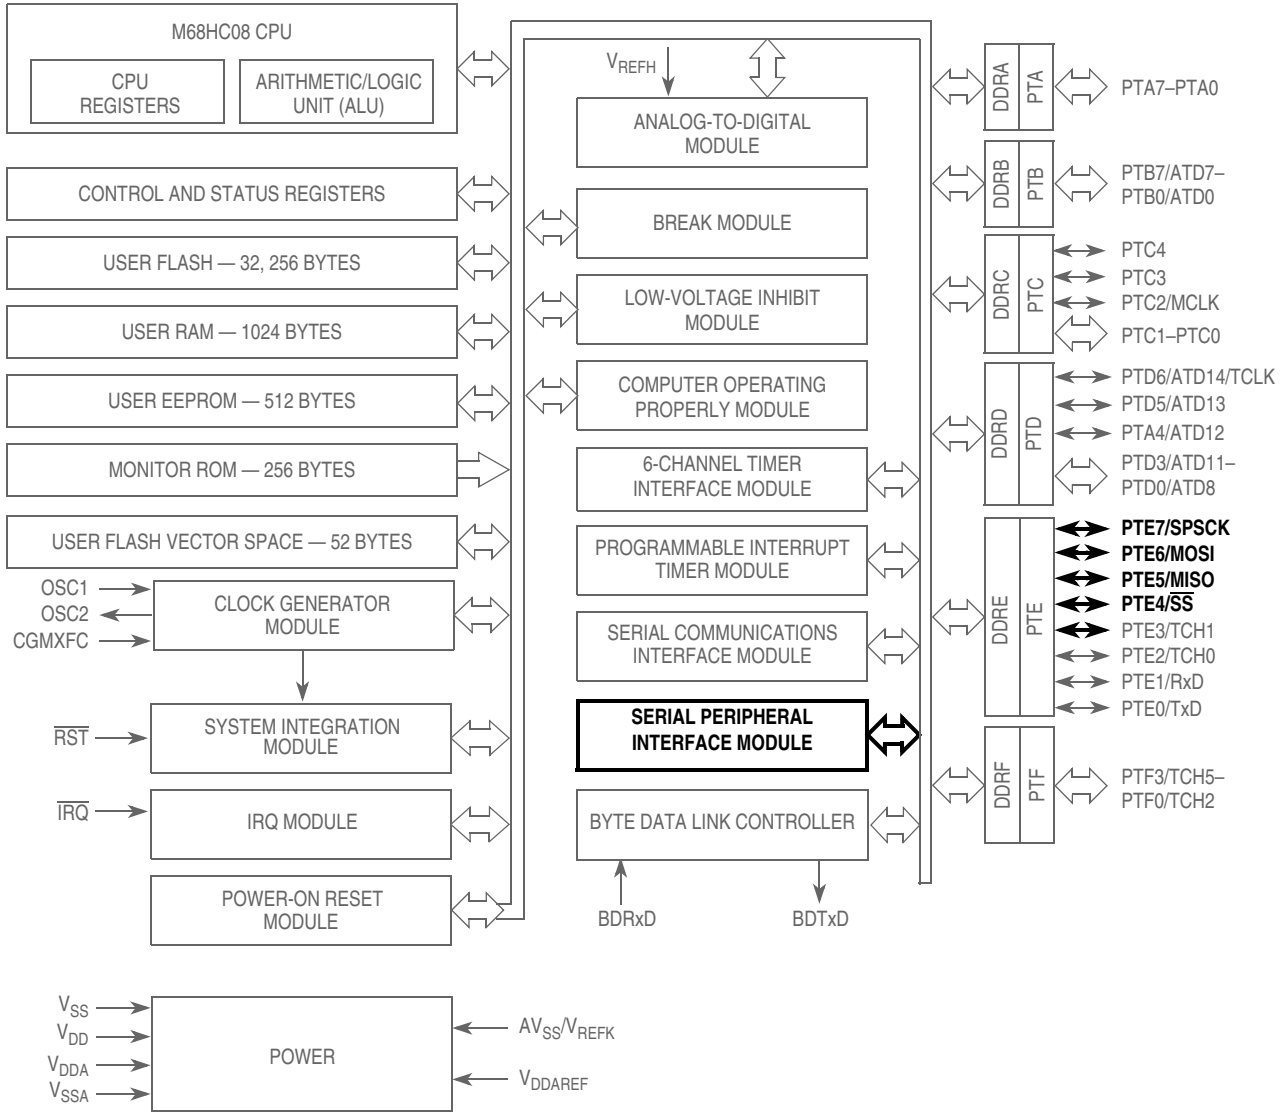 M68HC08 CPU
CPU
REGISTERS
ARITHMETIC/LOGIC
UNIT (ALU)
CONTROL AND STATUS REGISTERS
USER FLASH — 32, 256 BYTES
USER RAM — 1024 BYTES
USER EEPROM — 512 BYTES
MONITOR ROM — 256 BYTES
USER FLASH VECTOR SPACE — 52 BYTES
OSC1
OSC2
CGMXFC
CLOCK GENERATOR
MODULE
RST
SYSTEM INTEGRATION
MODULE
IRQ
IRQ MODULE
POWER-ON RESET
MODULE
VSS
VDD
VDDA
VSSA
POWER
AVSS/VREFK
VDDAREF
VREFH
ANALOG-TO-DIGITAL
MODULE
BREAK MODULE
LOW-VOLTAGE INHIBIT
MODULE
COMPUTER OPERATING
PROPERLY MODULE
6-CHANNEL TIMER
INTERFACE MODULE
PROGRAMMABLE INTERRUPT
TIMER MODULE
SERIAL COMMUNICATIONS
INTERFACE MODULE
SERIAL PERIPHERAL
INTERFACE MODULE
BYTE DATA LINK CONTROLLER
BDRxD
BDTxD
DDRA
PTA
PTA7–PTA0
DDRB
PTB
PTB7/ATD7–
PTB0/ATD0
DDRC
PTC
PTC4
PTC3
PTC2/MCLK
PTC1–PTC0
DDRD
PTD
PTD6/ATD14/TCLK
PTD5/ATD13
PTA4/ATD12
PTD3/ATD11–
PTD0/ATD8
DDRE
PTE
PTE7/SPSCK
PTE6/MOSI
PTE5/MISO
PTE4/SS
PTE3/TCH1
PTE2/TCH0
PTE1/RxD
PTE0/TxD
DDRF
PTF
PTF3/TCH5–
PTF0/TCH2